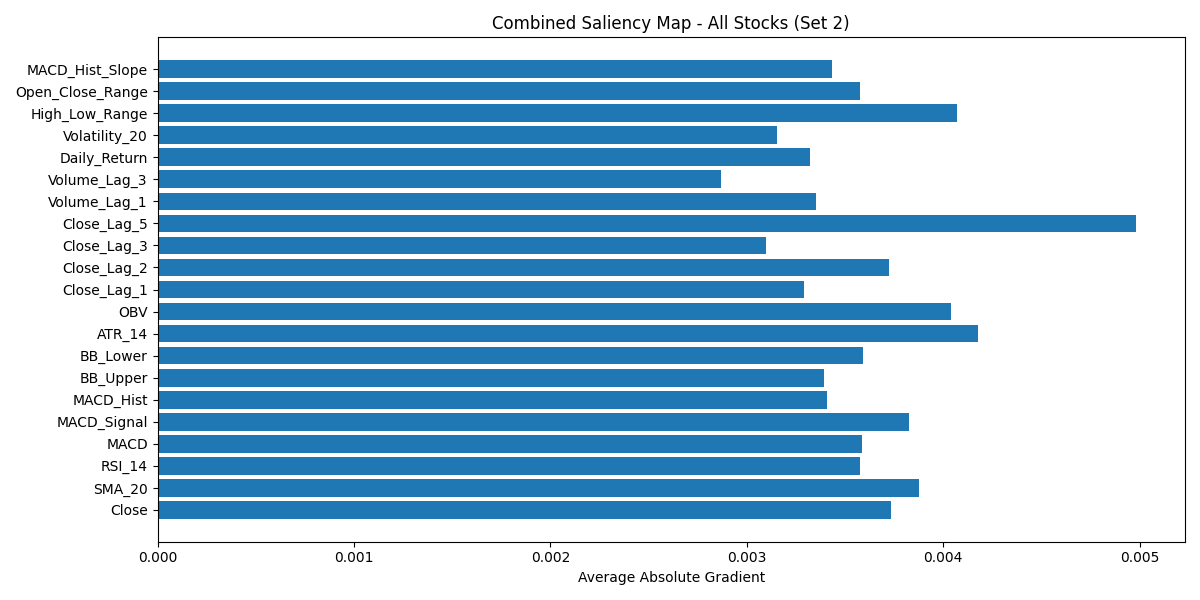 Combined Saliency Map - All Stocks (Set 2)
MACD_Hist_Slope
Open_Close_Range
High_Low_Range
Volatility_20
Daily_Return
Volume_Lag_3
Volume_Lag_1
Close_Lag_5
Close_Lag_3
Close_Lag_2
Close_Lag_1
OBV
ATR_14
BB_Lower
BB_Upper
MACD_Hist
MACD_Signal
MACD
RSI_14
SMA_20
Close
0.000 0.001 0.002 0.003 0.004 0.005
Average Absolute Gradient